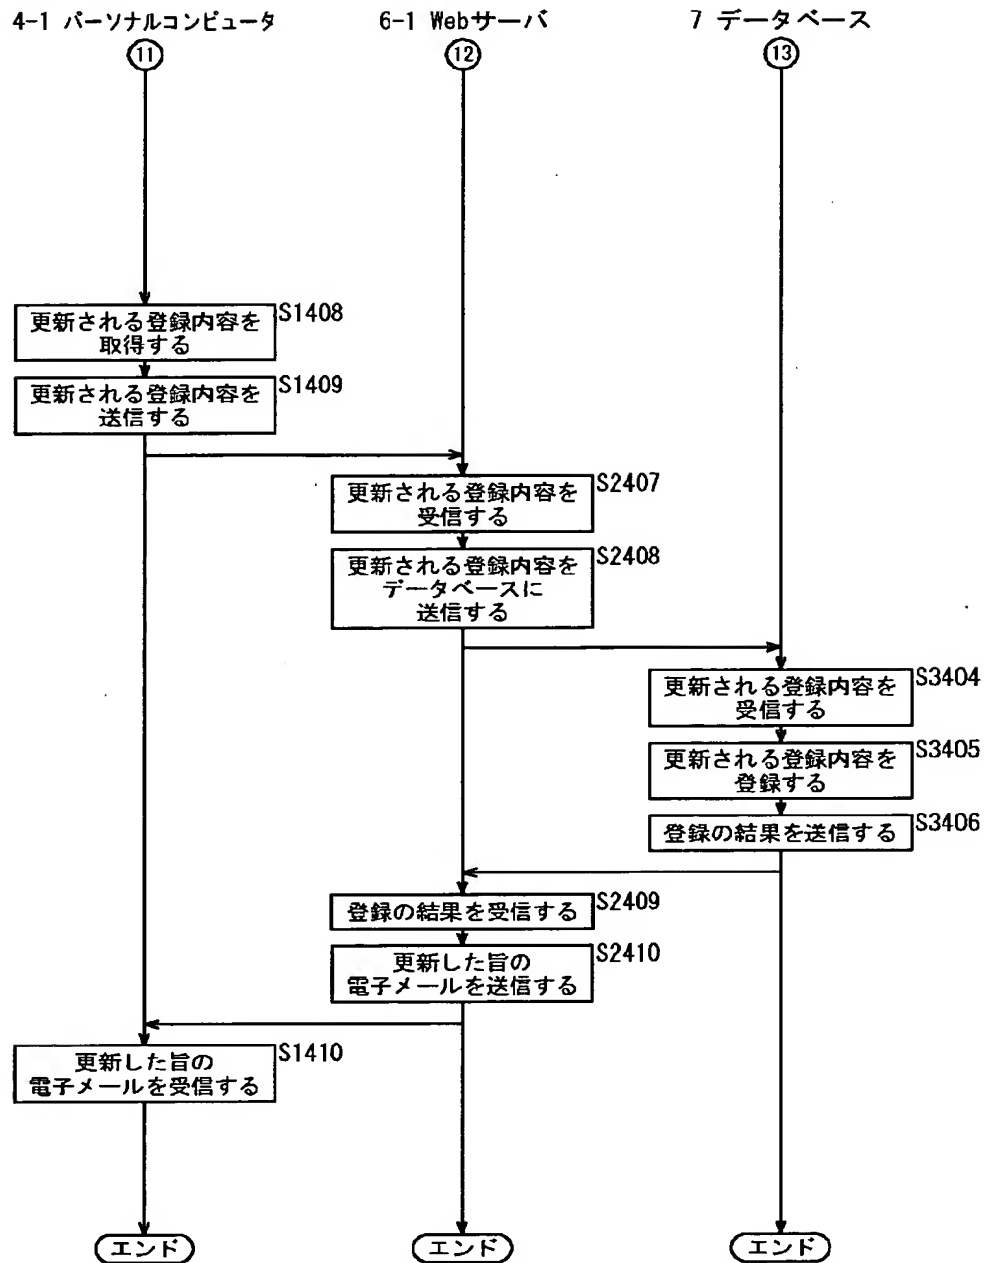 4-1 パーソナルコンピュータ
6-1 Webサーバ
7 データベース
11
12
13
更新される登録内容を
取得する
S1408
更新される登録内容を
送信する
S1409
更新される登録内容を
受信する
S2407
更新される登録内容を
データベースに
送信する
S2408
更新される登録内容を
受信する
S3404
更新される登録内容を
登録する
S3405
登録の結果を送信する
S3406
登録の結果を受信する
S2409
更新した旨の
電子メールを送信する
S2410
更新した旨の
電子メールを受信する
S1410
エンド
エンド
エンド